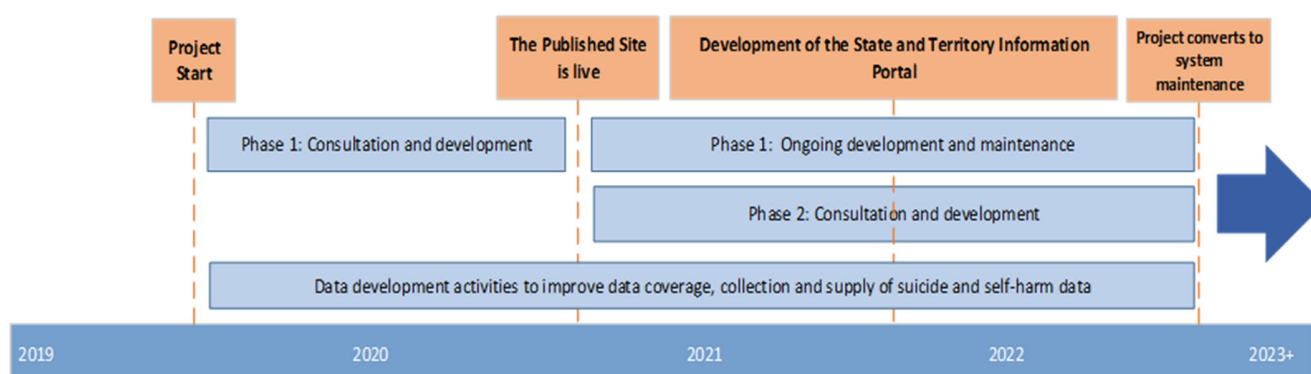 Project
Start
The Published Site
is live
Development of the State and Territory Information
Portal
Project converts to
system
maintenance
Phase 1: Consultation and development
Phase 1:  Ongoing development and maintenance
Phase 2: Consultation and development
Data development activities to improve data coverage, collection and supply of suicide and self-harm data
2019
2020
2021
2022
2023+